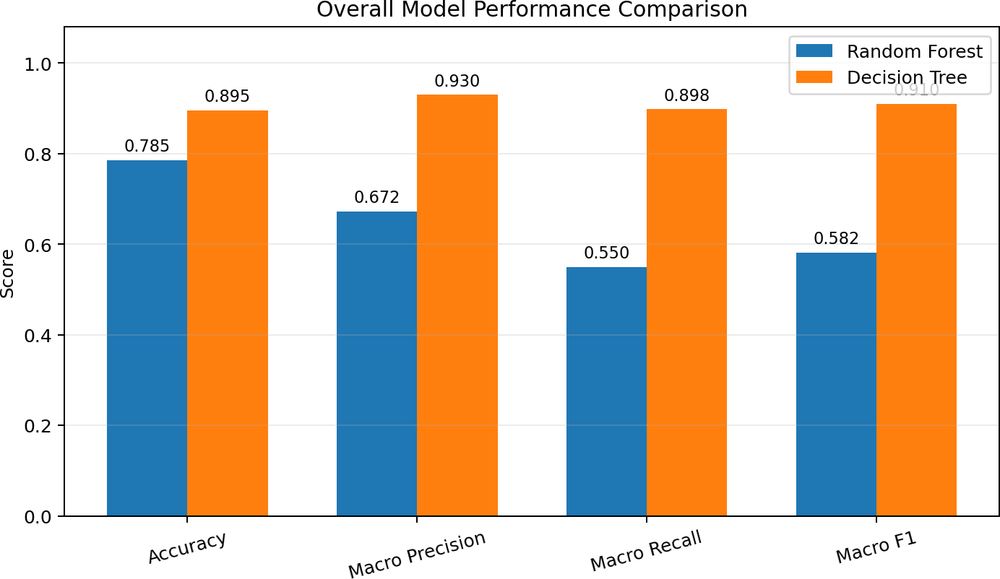 Overall Model Performance Comparison
Random Forest
Decision Tree
1.0
0.8
0.6
0.4
0.2
0.0
Score
0.785
0.895
0.672
0.930
0.550
0.898
0.582
0.910
Accuracy
Macro Precision
Macro Recall
Macro F1